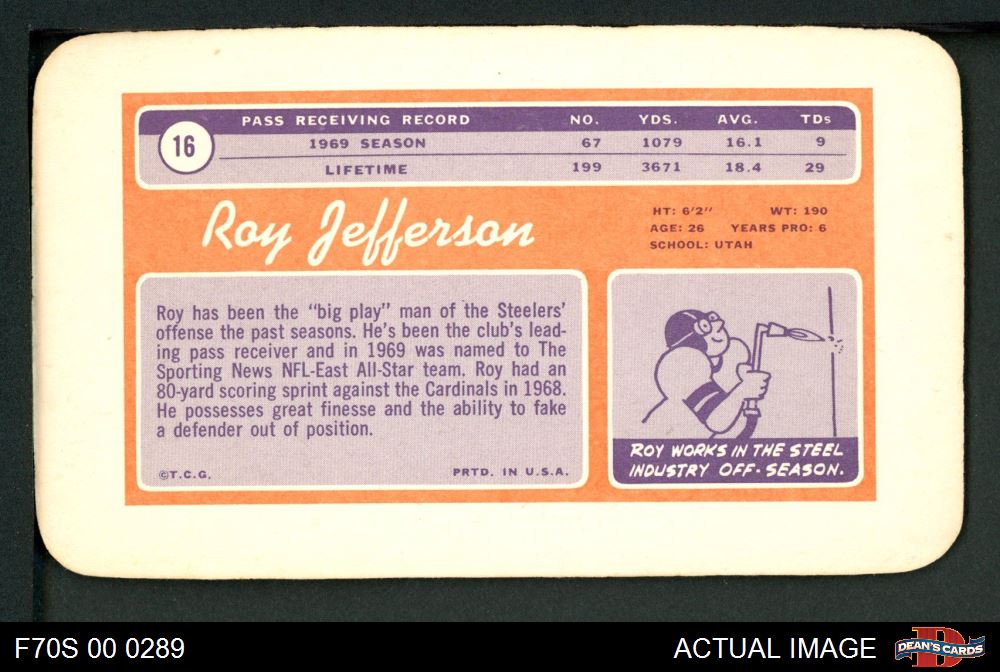 PASS RECEIVING RECORD NO. YDS. AVG. TDs
16
1969 SEASON 67 1079 16.1 9
LIFETIME 199 3671 18.4 29
Roy Jefferson
HT: 6'2" WT: 190
AGE: 26 YEARS PRO: 6
SCHOOL: UTAH
Roy has been the "big play" man of the Steelers'
offense the past seasons. He's been the club's lead-
ing pass receiver and in 1969 was named to The
Sporting News NFL-East All-Star team. Roy had an
80-yard scoring sprint against the Cardinals in 1968.
He possesses great finesse and the ability to fake
a defender out of position.
©T.C.G. PRTD. IN U.S.A.
ROY WORKS IN THE STEEL
INDUSTRY OFF-SEASON.
F70S 00 0289 ACTUAL IMAGE
D
DEAN'S CARDS